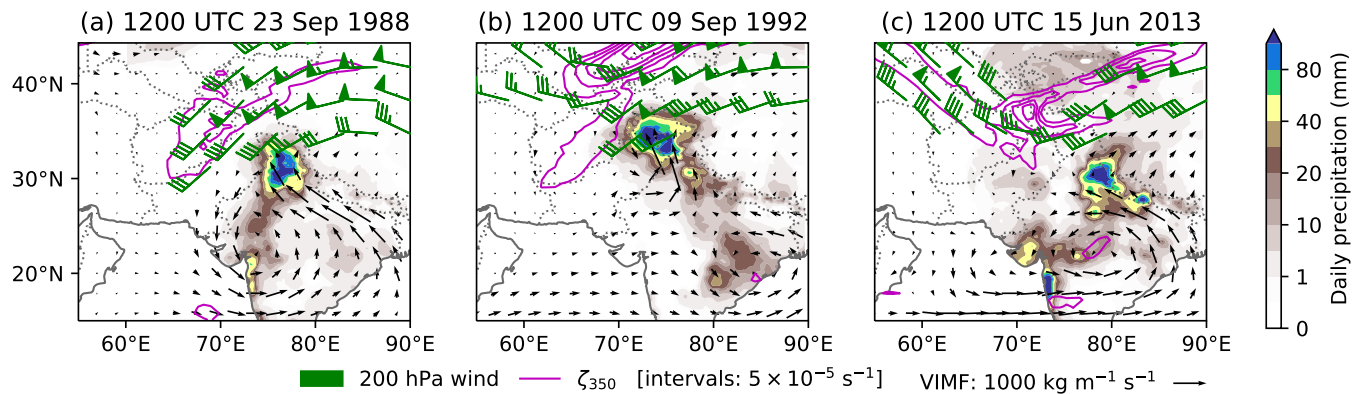 (a) 1200 UTC 23 Sep 1988
(b) 1200 UTC 09 Sep 1992
(c) 1200 UTC 15 Jun 2013
40°N
30°N
20°N
60°E 70°E 80°E 90°E
60°E 70°E 80°E 90°E
60°E 70°E 80°E 90°E
80
40
20
10
1
0
Daily precipitation (mm)
200 hPa wind
ζ₃₅₀ [intervals: 5 × 10⁻⁵ s⁻¹]
VIMF: 1000 kg m⁻¹ s⁻¹